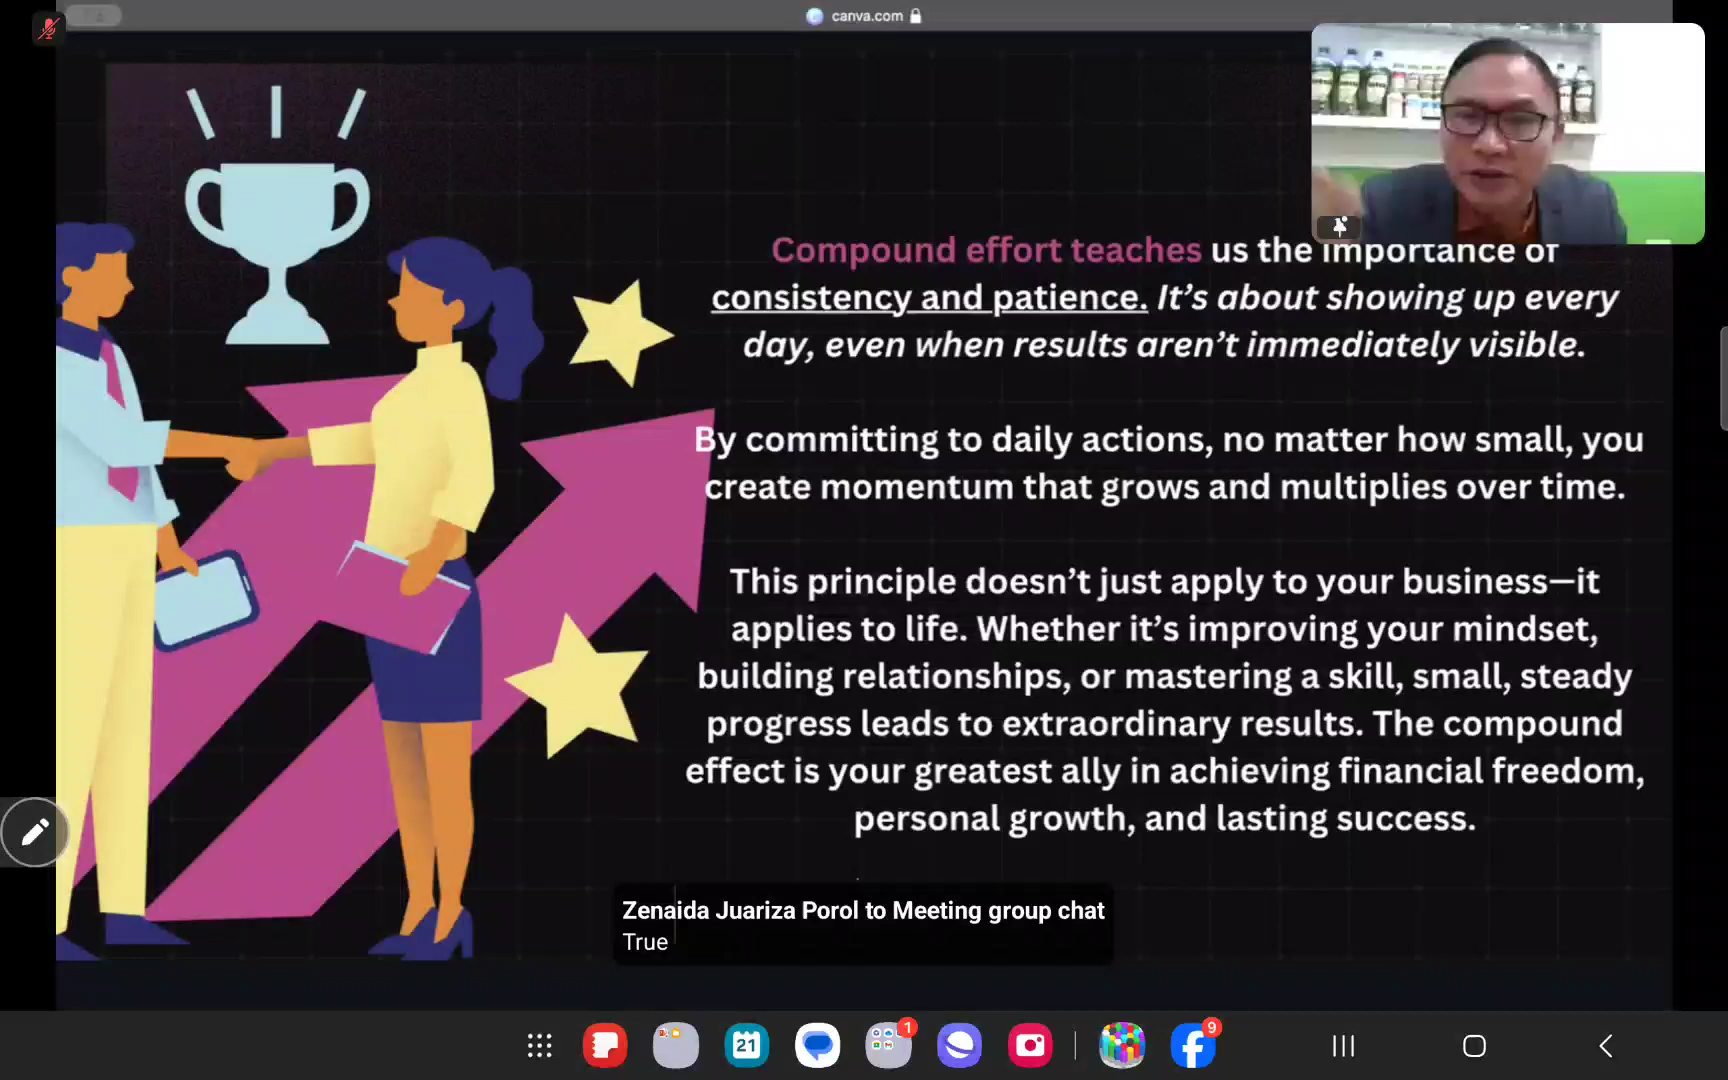 canva.com
Compound effort teaches us the importance of
consistency and patience. It's about showing up every
day, even when results aren't immediately visible.
By committing to daily actions, no matter how small, you
create momentum that grows and multiplies over time.
This principle doesn't just apply to your business—it
applies to life. Whether it's improving your mindset,
building relationships, or mastering a skill, small, steady
progress leads to extraordinary results. The compound
effect is your greatest ally in achieving financial freedom,
personal growth, and lasting success.
Zenaida Juariza Porol to Meeting group chat
True
21
1
9